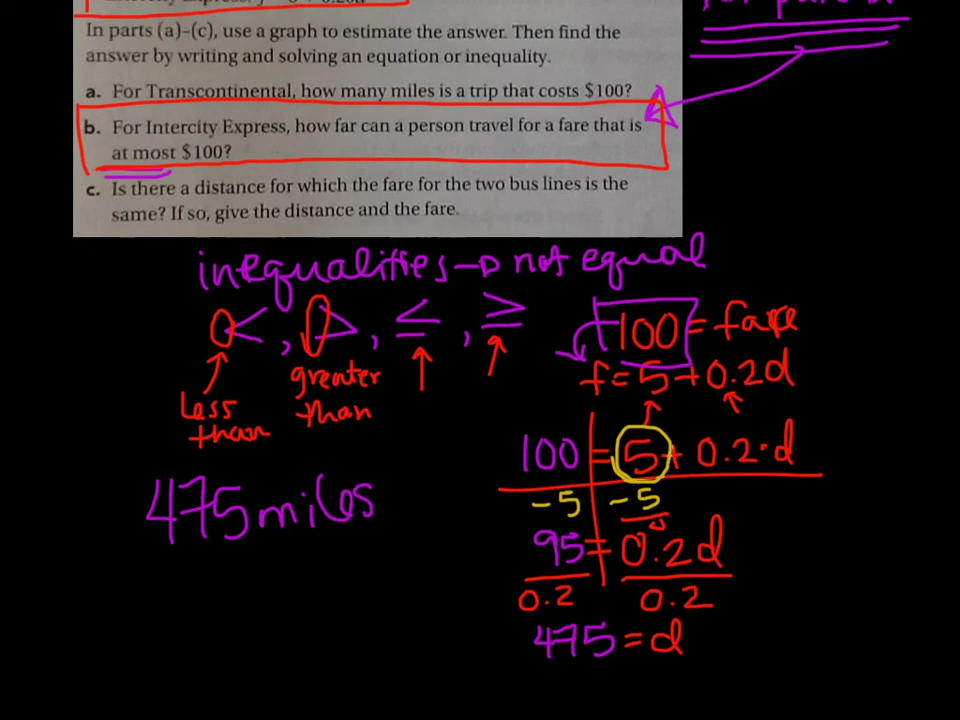 In parts (a)–(c), use a graph to estimate the answer. Then find the
answer by writing and solving an equation or inequality.
a. For Transcontinental, how many miles is a trip that costs $100?
b. For Intercity Express, how far can a person travel for a fare that is
at most $100?
c. Is there a distance for which the fare for the two bus lines is the
same? If so, give the distance and the fare.
inequalities → not equal
<, >, ≤, ≥
less
than
greater
than
100 = fare
f = 5 + 0.2d
100 = 5 + 0.2·d
-5 -5
0
95 = 0.2d
0.2 0.2
475 = d
475 miles